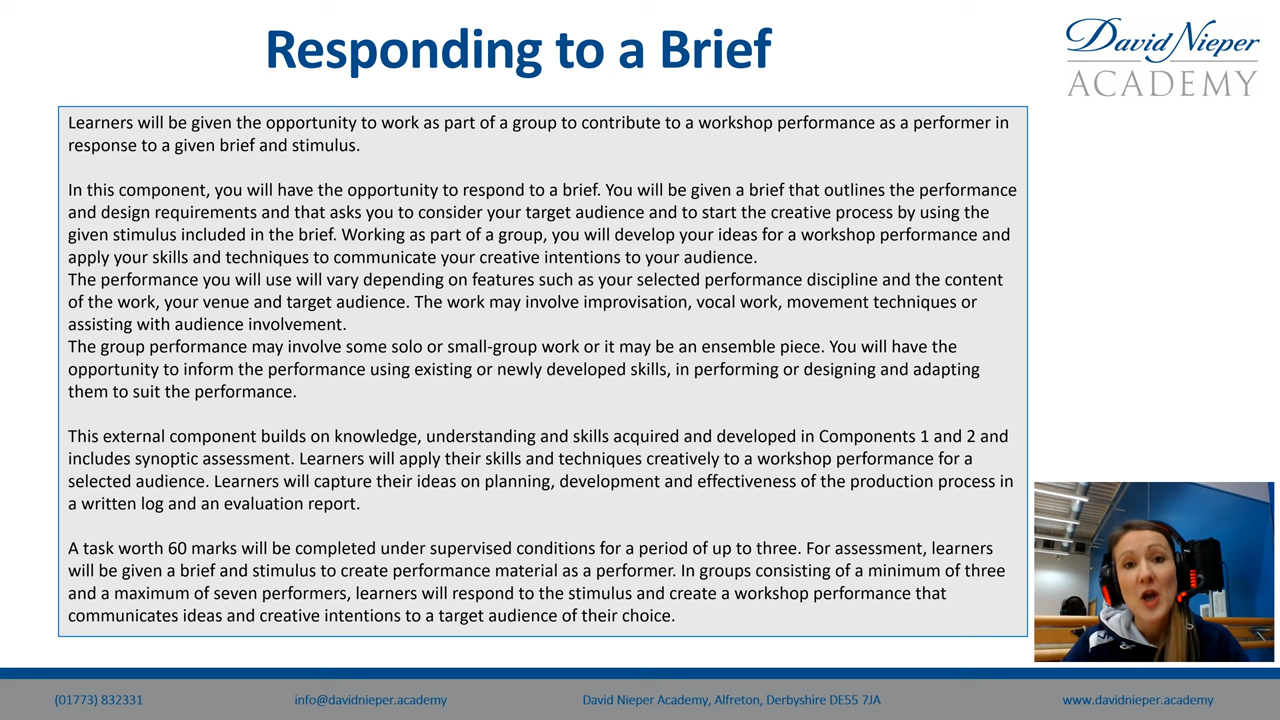 Responding to a Brief
David Nieper
ACADEMY
Learners will be given the opportunity to work as part of a group to contribute to a workshop performance as a performer in
response to a given brief and stimulus.
In this component, you will have the opportunity to respond to a brief. You will be given a brief that outlines the performance
and design requirements and that asks you to consider your target audience and to start the creative process by using the
given stimulus included in the brief. Working as part of a group, you will develop your ideas for a workshop performance and
apply your skills and techniques to communicate your creative intentions to your audience.
The performance you will use will vary depending on features such as your selected performance discipline and the content
of the work, your venue and target audience. The work may involve improvisation, vocal work, movement techniques or
assisting with audience involvement.
The group performance may involve some solo or small-group work or it may be an ensemble piece. You will have the
opportunity to inform the performance using existing or newly developed skills, in performing or designing and adapting
them to suit the performance.
This external component builds on knowledge, understanding and skills acquired and developed in Components 1 and 2 and
includes synoptic assessment. Learners will apply their skills and techniques creatively to a workshop performance for a
selected audience. Learners will capture their ideas on planning, development and effectiveness of the production process in
a written log and an evaluation report.
A task worth 60 marks will be completed under supervised conditions for a period of up to three. For assessment, learners
will be given a brief and stimulus to create performance material as a performer. In groups consisting of a minimum of three
and a maximum of seven performers, learners will respond to the stimulus and create a workshop performance that
communicates ideas and creative intentions to a target audience of their choice.
(01773) 832331
info@davidnieper.academy
David Nieper Academy, Alfreton, Derbyshire DE55 7JA
www.davidnieper.academy